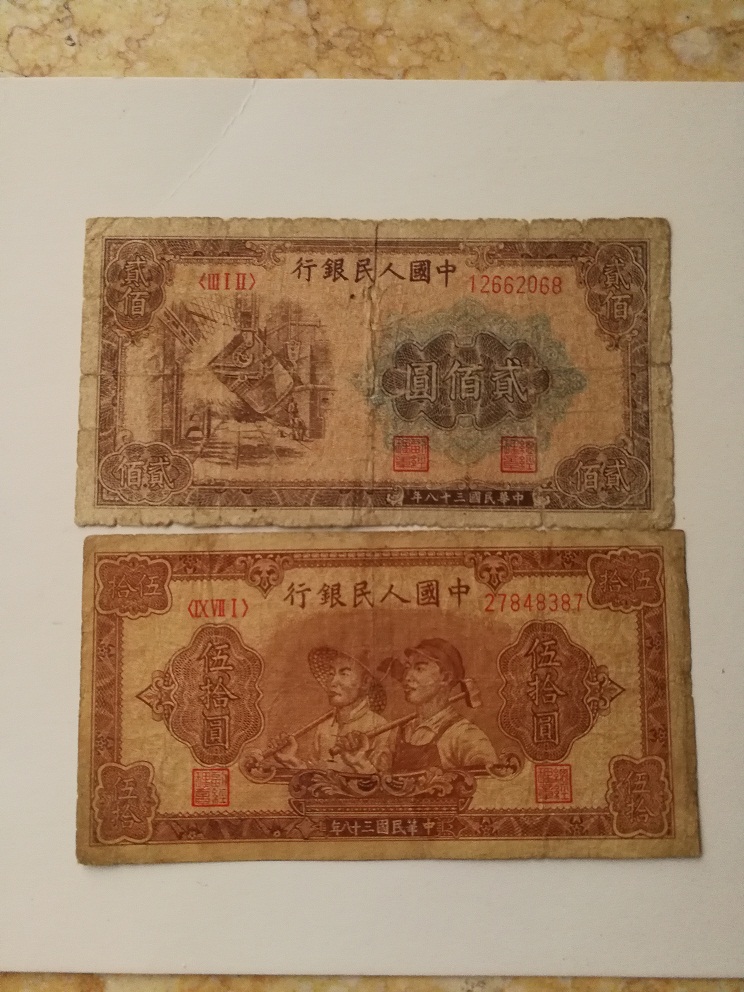 貳佰
〈III I II〉
中國人民銀行
12662068
貳佰
貳佰圓
貳佰
中華民國三十八年
貳佰
伍拾
〈IX VIII I〉
中國人民銀行
27848387
伍拾
伍拾圓
伍拾圓
伍拾
中華民國三十八年
伍拾